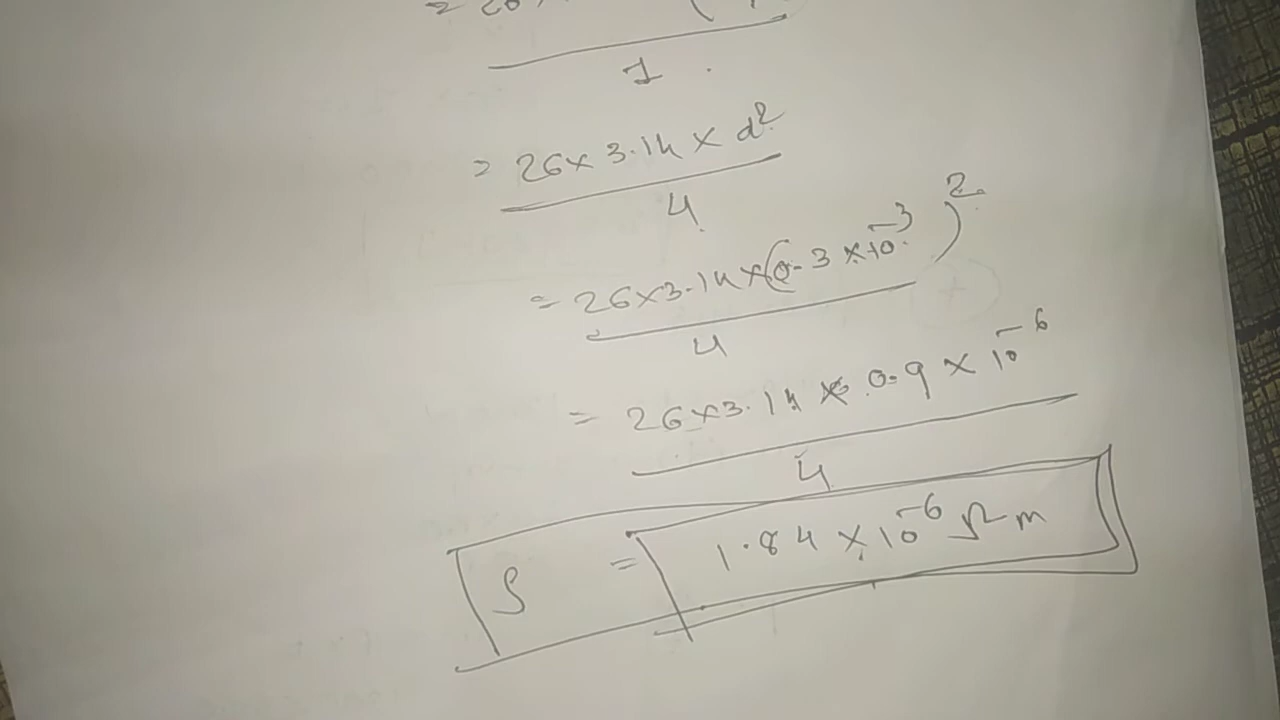 1
= 26 × 3.14 × d²
4
= 26×3.14×(0.3 ×10⁻³)²
4
= 26×3.14 × 0.9 × 10⁻⁶
4
ρ = 1.84 × 10⁻⁶ Ω m